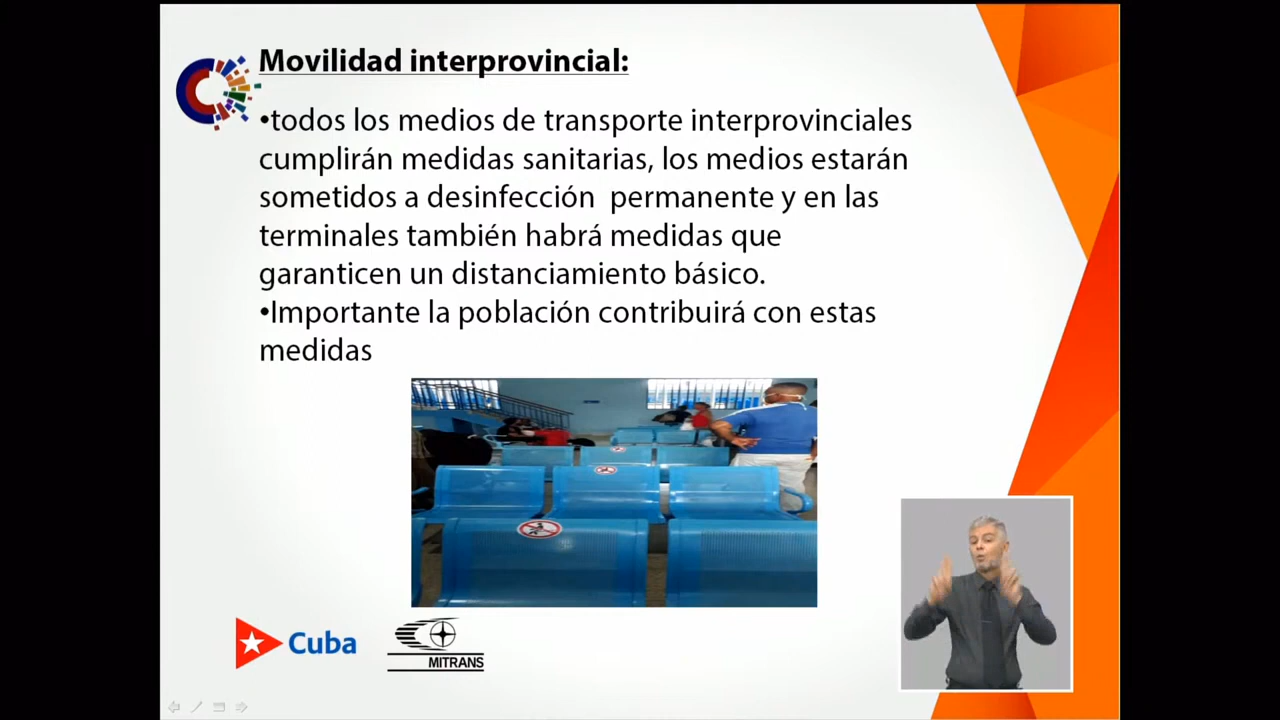 Movilidad interprovincial:
•todos los medios de transporte interprovinciales
cumplirán medidas sanitarias, los medios estarán
sometidos a desinfección  permanente y en las
terminales también habrá medidas que
garanticen un distanciamiento básico.
•Importante la población contribuirá con estas
medidas
Cuba
MITRANS